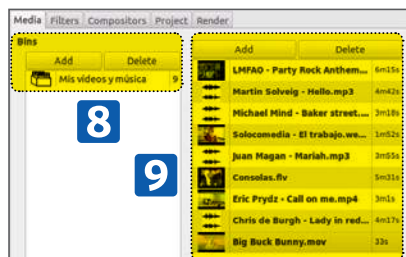 Media Filters Compositors Project Render
Bins
Add Delete
Mis videos y música 9
8
9
Add Delete
LMFAO - Party Rock Anthem... 6m15s
Martin Solveig - Hello.mp3 4m42s
Michael Mind - Baker street.... 3m18s
Solocomedia - El trabajo.we... 1m52s
Juan Magan - Mariah.mp3 3m55s
Consolas.flv 5m31s
Eric Prydz - Call on me.mp4 3m1s
Chris de Burgh - Lady in red... 4m17s
Big Buck Bunny.mov 33s